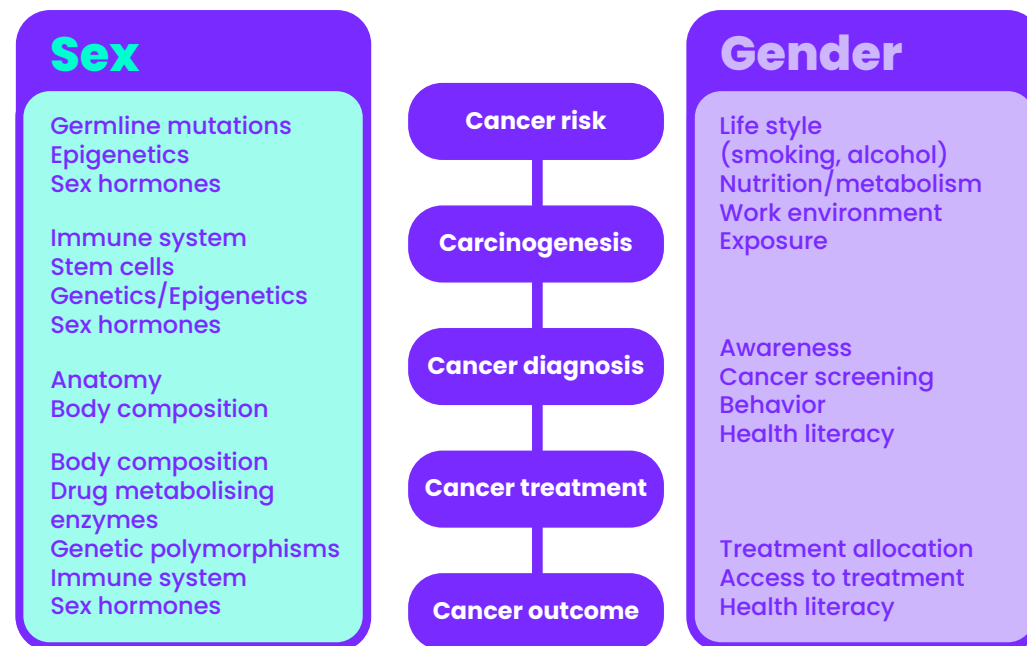 Sex
Germline mutations
Epigenetics
Sex hormones
Immune system
Stem cells
Genetics/Epigenetics
Sex hormones
Anatomy
Body composition
Body composition
Drug metabolising
enzymes
Genetic polymorphisms
Immune system
Sex hormones
Cancer risk
Carcinogenesis
Cancer diagnosis
Cancer treatment
Cancer outcome
Gender
Life style
(smoking, alcohol)
Nutrition/metabolism
Work environment
Exposure
Awareness
Cancer screening
Behavior
Health literacy
Treatment allocation
Access to treatment
Health literacy